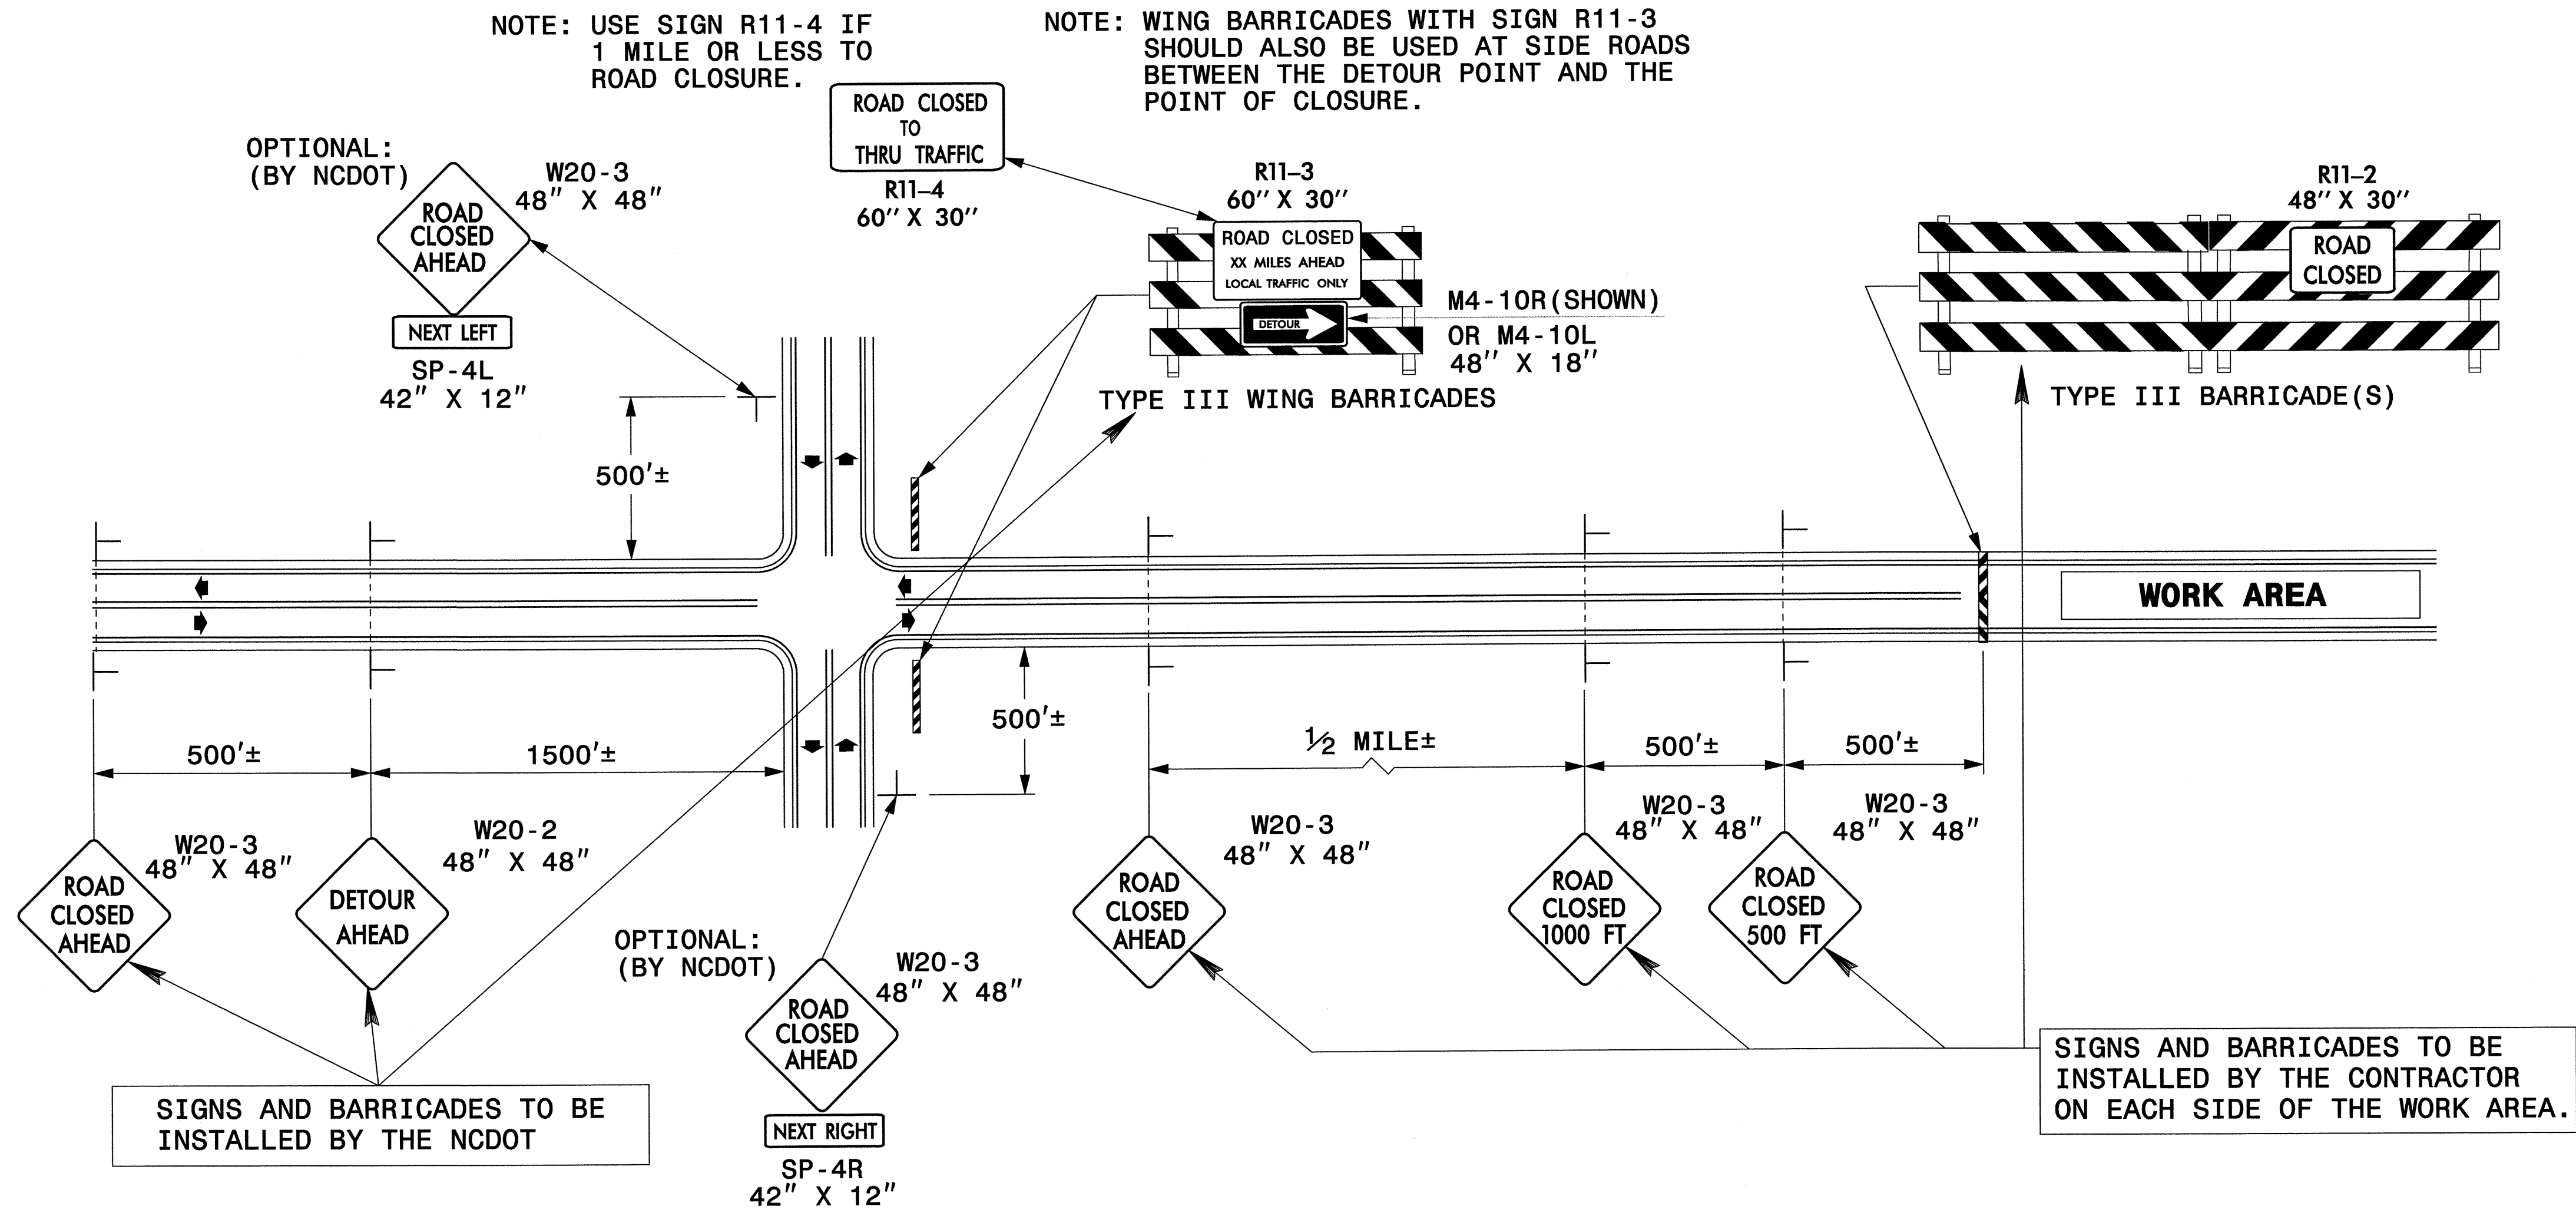 NOTE: USE SIGN R11-4 IF
1 MILE OR LESS TO
ROAD CLOSURE.
NOTE: WING BARRICADES WITH SIGN R11-3
SHOULD ALSO BE USED AT SIDE ROADS
BETWEEN THE DETOUR POINT AND THE
POINT OF CLOSURE.
OPTIONAL:
(BY NCDOT)
W20-3
48" X 48"
ROAD
CLOSED
AHEAD
NEXT LEFT
SP-4L
42" X 12"
ROAD CLOSED
TO
THRU TRAFFIC
R11-4
60" X 30"
R11-3
60" X 30"
ROAD CLOSED
XX MILES AHEAD
LOCAL TRAFFIC ONLY
DETOUR
M4-10R(SHOWN)
OR M4-10L
48" X 18"
TYPE III WING BARRICADES
R11-2
48" X 30"
ROAD
CLOSED
TYPE III BARRICADE(S)
500'±
WORK AREA
500'±
1500'±
500'±
½ MILE±
500'±
500'±
W20-3
48" X 48"
ROAD
CLOSED
AHEAD
W20-2
48" X 48"
DETOUR
AHEAD
OPTIONAL:
(BY NCDOT)
W20-3
48" X 48"
ROAD
CLOSED
AHEAD
NEXT RIGHT
SP-4R
42" X 12"
W20-3
48" X 48"
ROAD
CLOSED
AHEAD
W20-3
48" X 48"
ROAD
CLOSED
1000 FT
W20-3
48" X 48"
ROAD
CLOSED
500 FT
SIGNS AND BARRICADES TO BE
INSTALLED BY THE NCDOT
SIGNS AND BARRICADES TO BE
INSTALLED BY THE CONTRACTOR
ON EACH SIDE OF THE WORK AREA.